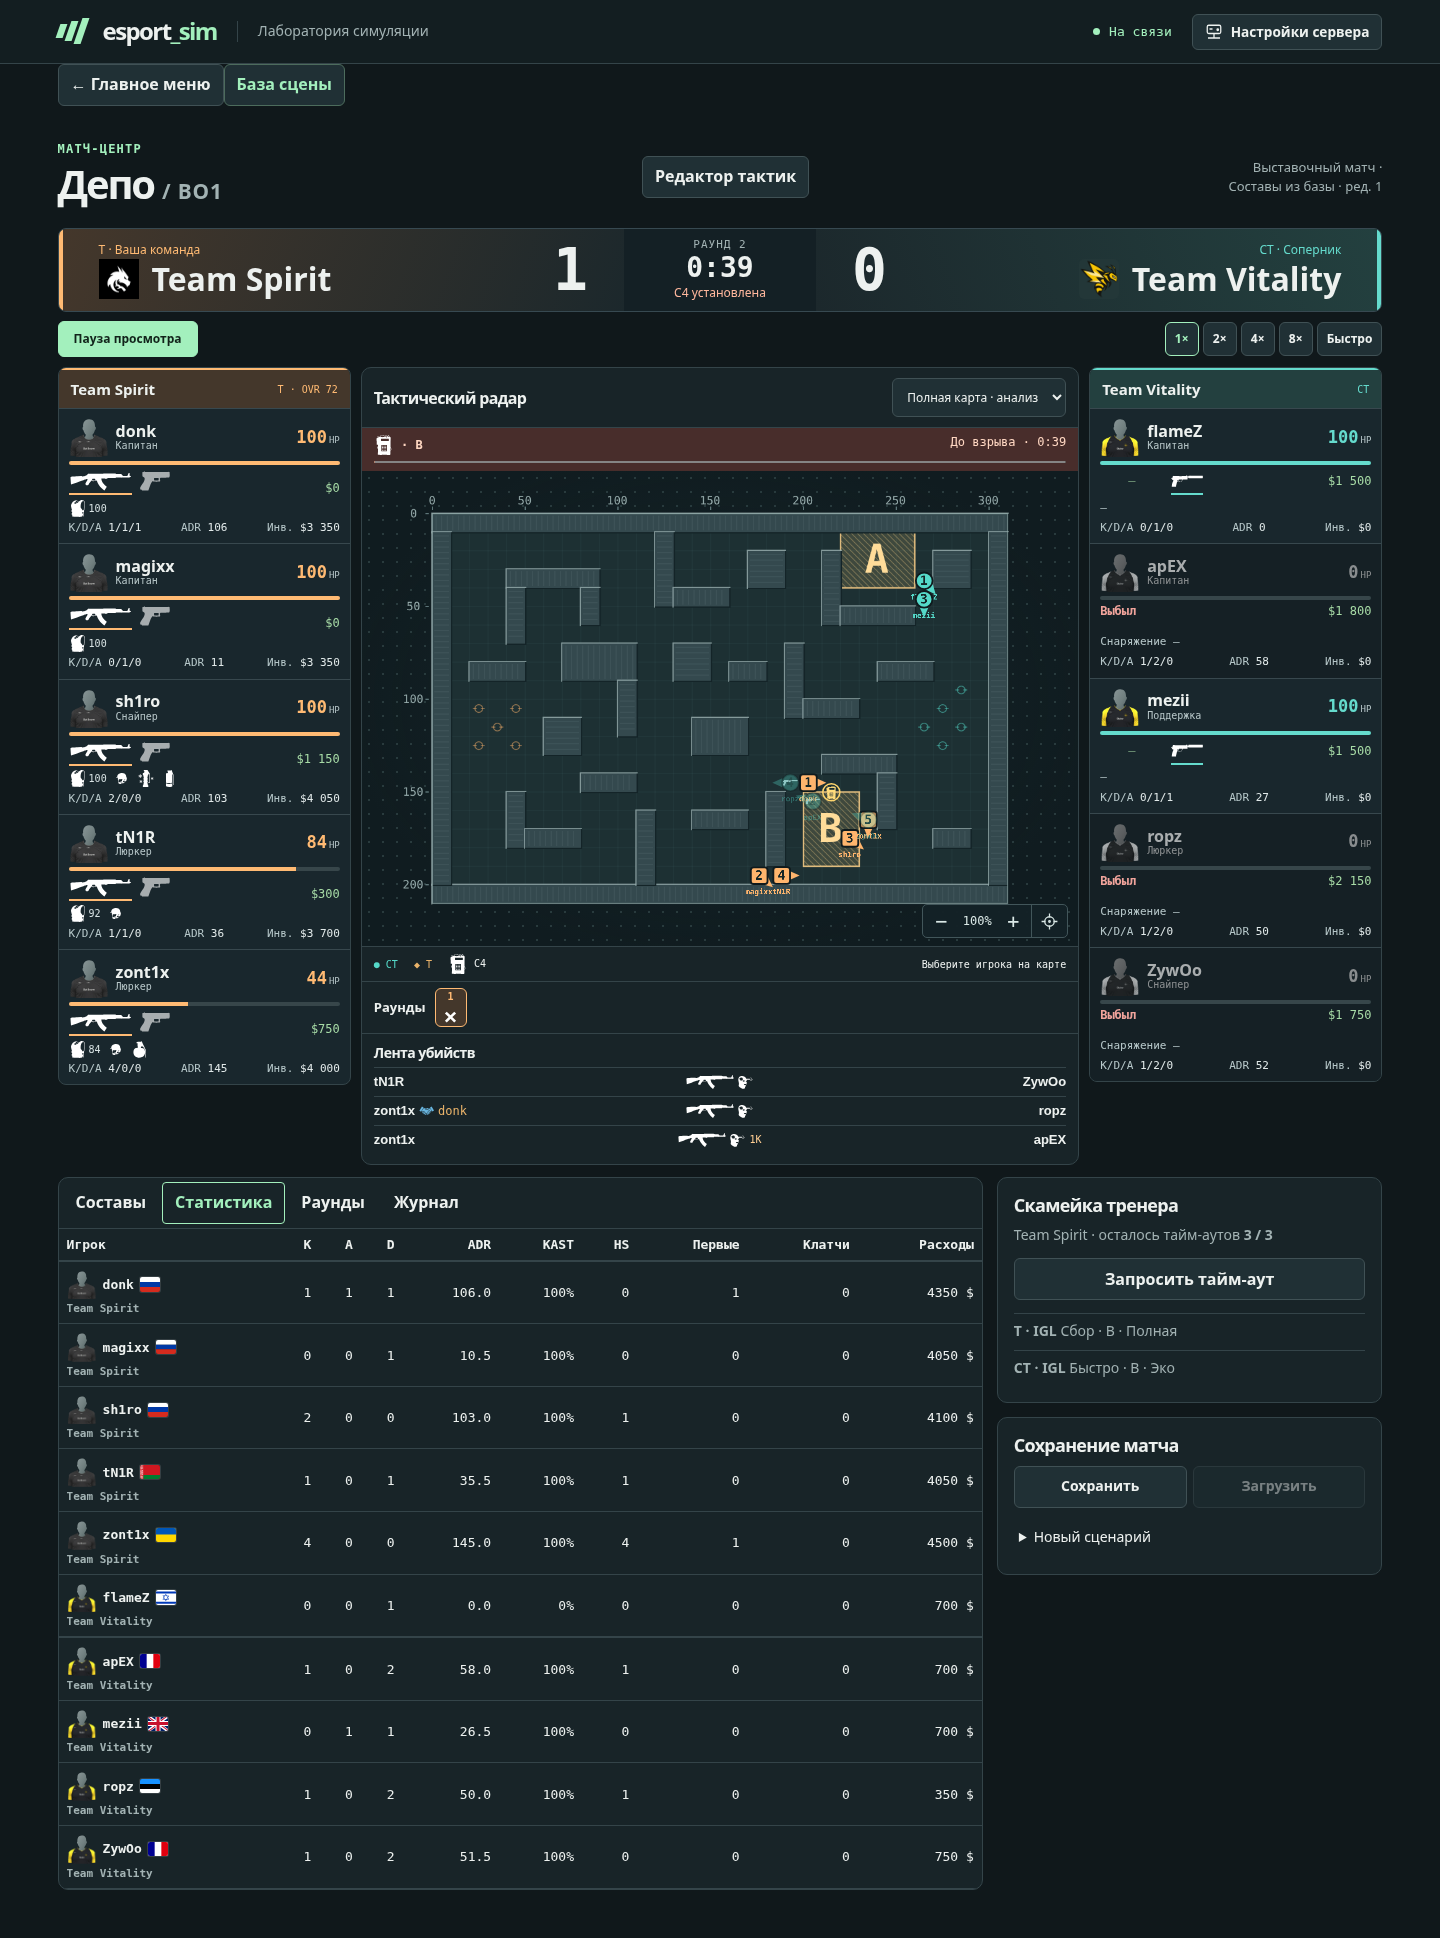 esport_sim
Лаборатория симуляции
На связи
Настройки сервера
← Главное меню
База сцены
МАТЧ-ЦЕНТР
Депо / BO1
Редактор тактик
Выставочный матч ·
Составы из базы · ред. 1
T · Ваша команда
Team Spirit
1
РАУНД 2
0:39
C4 установлена
0
CT · Соперник
Team Vitality
Пауза просмотра
1×
2×
4×
8×
Быстро
Team Spirit
T · OVR 72
donk
Капитан
100 HP
$0
100
K/D/A 1/1/1
ADR 106
Инв. $3 350
magixx
Капитан
100 HP
$0
100
K/D/A 0/1/0
ADR 11
Инв. $3 350
sh1ro
Снайпер
100 HP
$1 150
100
K/D/A 2/0/0
ADR 103
Инв. $4 050
tN1R
Люркер
84 HP
$300
92
K/D/A 1/1/0
ADR 36
Инв. $3 700
zont1x
Люркер
44 HP
$750
84
K/D/A 4/0/0
ADR 145
Инв. $4 000
Тактический радар
Полная карта · анализ
· B
До взрыва · 0:39
0
50
100
150
200
250
300
0
50
100
150
200
A
1
3
mezii
1
B
5
3
sh1ro
2
4
magixx
tN1R
− 100% +
CT
T
C4
Выберите игрока на карте
Раунды
1
×
Лента убийств
tN1R
ZywOo
zont1x donk
ropz
zont1x
1K
apEX
Team Vitality
CT
flameZ
Капитан
100 HP
—
$1 500
—
K/D/A 0/1/0
ADR 0
Инв. $0
apEX
Капитан
0 HP
Выбыл
$1 800
Снаряжение —
K/D/A 1/2/0
ADR 58
Инв. $0
mezii
Поддержка
100 HP
—
$1 500
—
K/D/A 0/1/1
ADR 27
Инв. $0
ropz
Люркер
0 HP
Выбыл
$2 150
Снаряжение —
K/D/A 1/2/0
ADR 50
Инв. $0
ZywOo
Снайпер
0 HP
Выбыл
$1 750
Снаряжение —
K/D/A 1/2/0
ADR 52
Инв. $0
Составы
Статистика
Раунды
Журнал
Игрок K A D ADR KAST HS Первые Клатчи Расходы
donk 1 1 1 106.0 100% 0 1 0 4350 $
Team Spirit
magixx 0 0 1 10.5 100% 0 0 0 4050 $
Team Spirit
sh1ro 2 0 0 103.0 100% 1 0 0 4100 $
Team Spirit
tN1R 1 0 1 35.5 100% 1 0 0 4050 $
Team Spirit
zont1x 4 0 0 145.0 100% 4 1 0 4500 $
Team Spirit
flameZ 0 0 1 0.0 0% 0 0 0 700 $
Team Vitality
apEX 1 0 2 58.0 100% 1 0 0 700 $
Team Vitality
mezii 0 1 1 26.5 100% 0 0 0 700 $
Team Vitality
ropz 1 0 2 50.0 100% 1 0 0 350 $
Team Vitality
ZywOo 1 0 2 51.5 100% 0 0 0 750 $
Team Vitality
Скамейка тренера
Team Spirit · осталось тайм-аутов 3 / 3
Запросить тайм-аут
T · IGL Сбор · B · Полная
CT · IGL Быстро · B · Эко
Сохранение матча
Сохранить
Загрузить
Новый сценарий